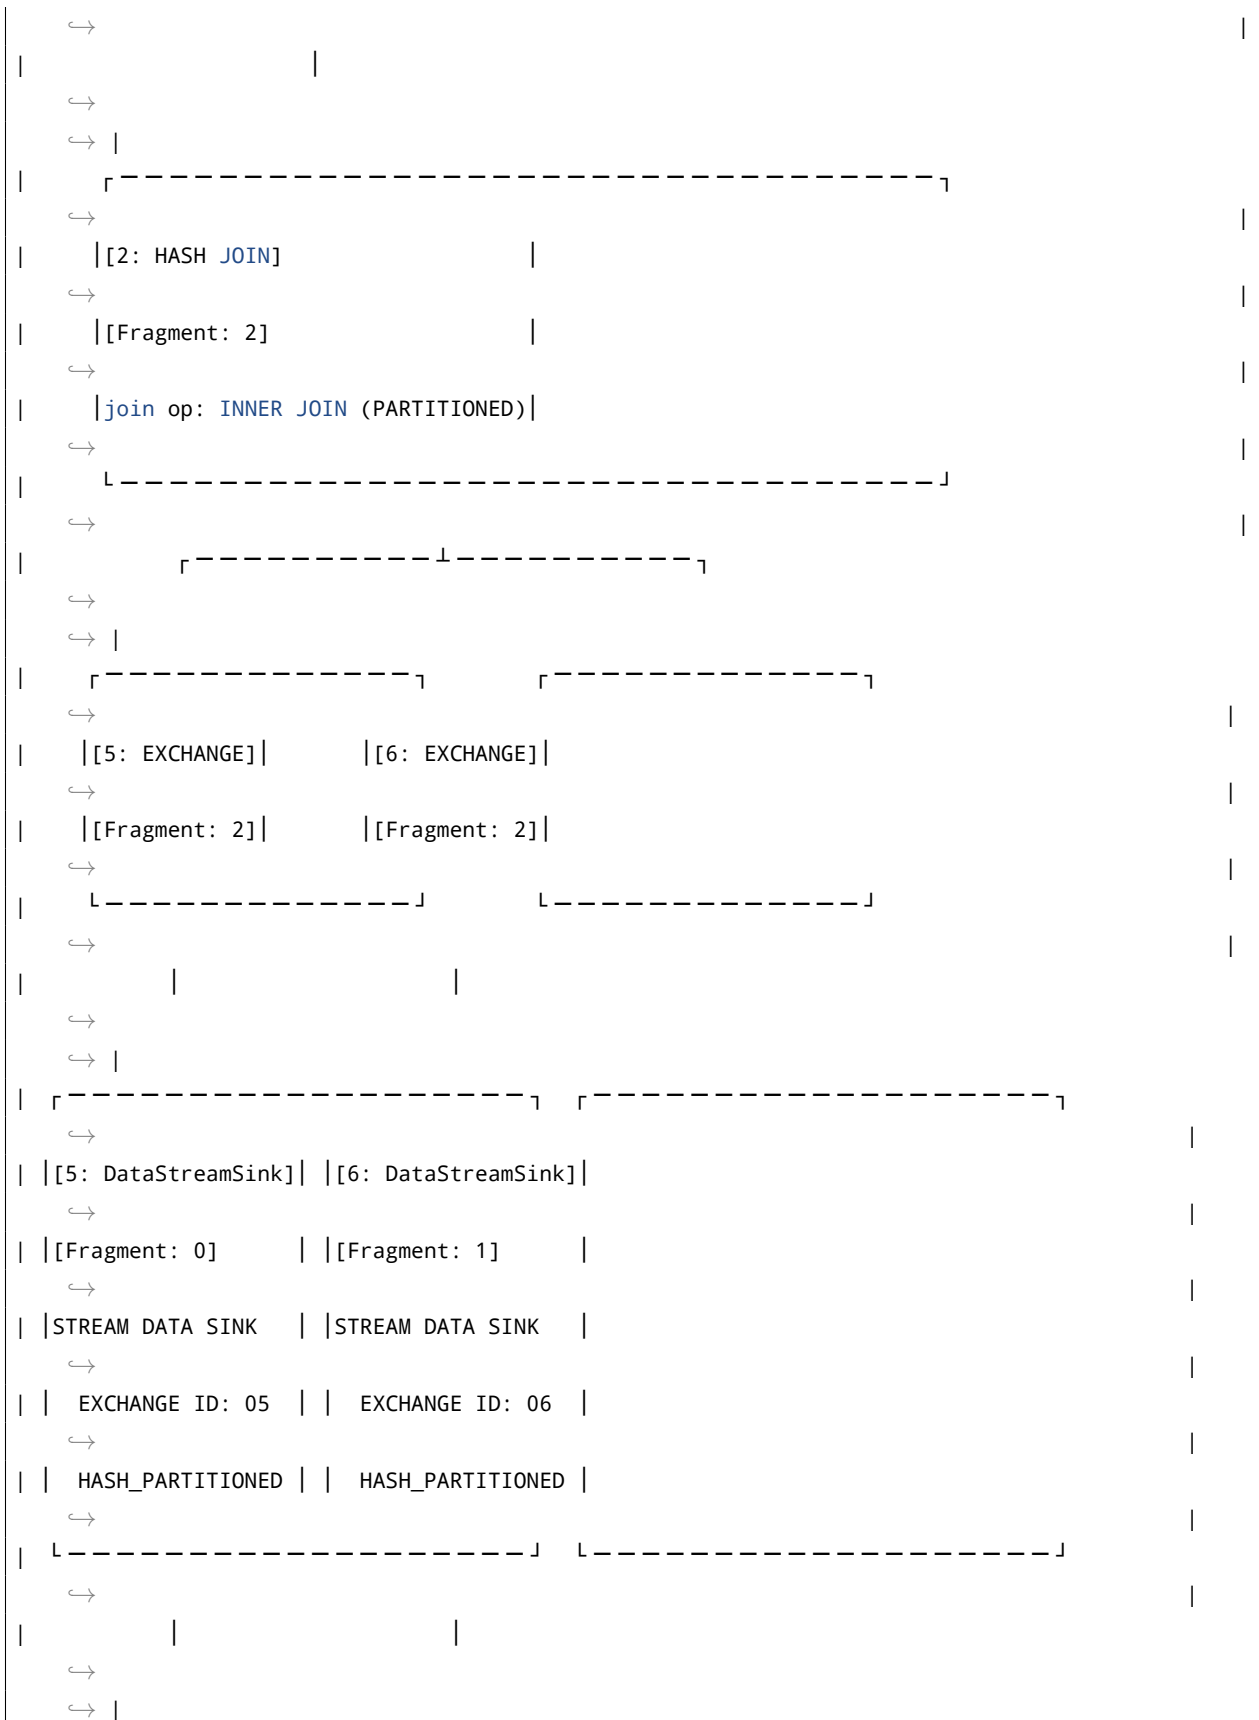 ↪ |
| |
↪
↪ |
| ┌─────────────────────────────────┐
↪ |
| |[2: HASH JOIN] |
↪ |
| |[Fragment: 2] |
↪ |
| |join op: INNER JOIN (PARTITIONED)|
↪ |
| └─────────────────────────────────┘
↪ |
| ┌──────────┴──────────┐
↪
↪ |
| ┌─────────────┐ ┌─────────────┐
↪ |
| |[5: EXCHANGE]| |[6: EXCHANGE]|
↪ |
| |[Fragment: 2]| |[Fragment: 2]|
↪ |
| └─────────────┘ └─────────────┘
↪ |
| | |
↪
↪ |
| ┌───────────────────┐ ┌───────────────────┐
↪ |
| |[5: DataStreamSink]| |[6: DataStreamSink]|
↪ |
| |[Fragment: 0] | |[Fragment: 1] |
↪ |
| |STREAM DATA SINK | |STREAM DATA SINK |
↪ |
| | EXCHANGE ID: 05 | | EXCHANGE ID: 06 |
↪ |
| | HASH_PARTITIONED | | HASH_PARTITIONED |
↪ |
| └───────────────────┘ └───────────────────┘
↪ |
| | |
↪
↪ |